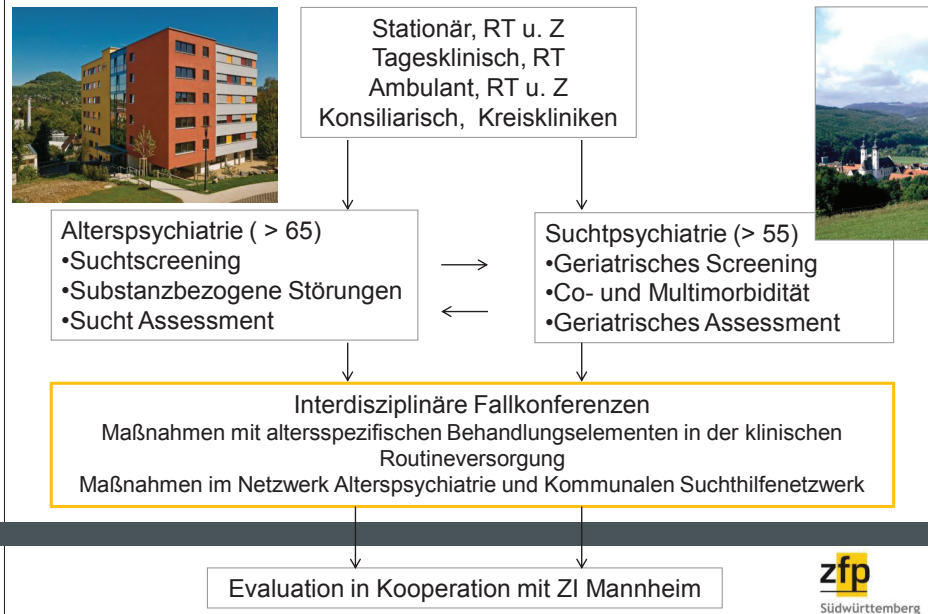 Stationär, RT u. Z
Tagesklinisch, RT
Ambulant, RT u. Z
Konsiliarisch, Kreiskliniken
Alterspsychiatrie ( > 65)
•Suchtscreening
•Substanzbezogene Störungen
•Sucht Assessment
Suchtpsychiatrie (> 55)
•Geriatrisches Screening
•Co- und Multimorbidität
•Geriatrisches Assessment
Interdisziplinäre Fallkonferenzen
Maßnahmen mit altersspezifischen Behandlungselementen in der klinischen
Routineversorgung
Maßnahmen im Netzwerk Alterspsychiatrie und Kommunalen Suchthilfenetzwerk
Evaluation in Kooperation mit ZI Mannheim
zfp
Südwürttemberg